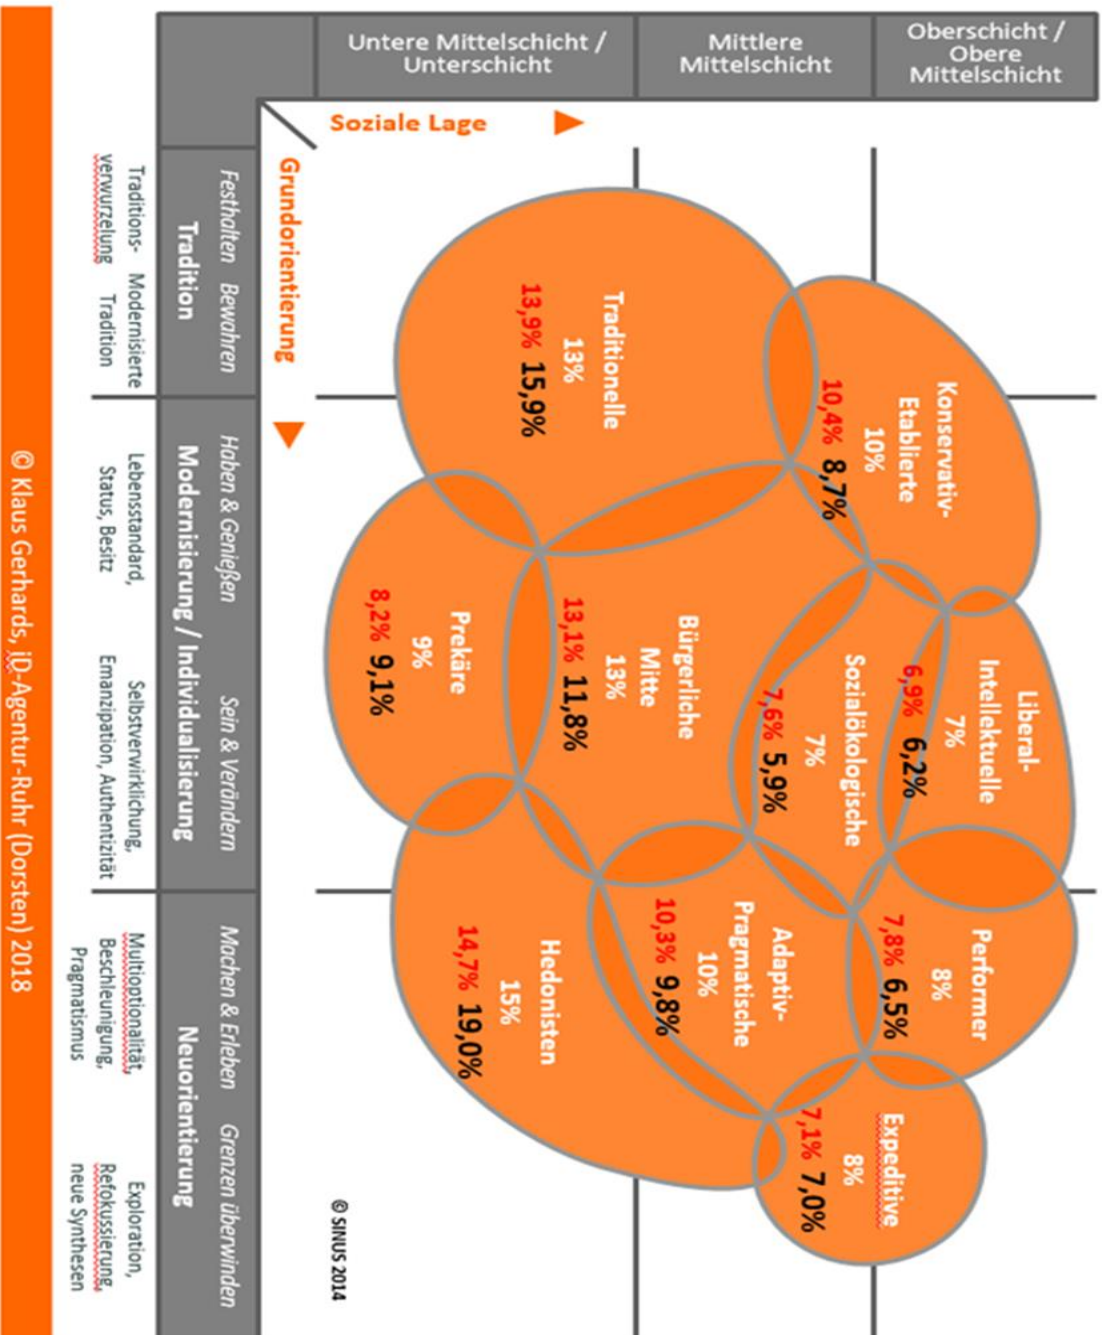 Oberschicht /
Obere
Mittelschicht
Mittlere
Mittelschicht
Untere Mittelschicht /
Unterschicht
Soziale Lage
Konservativ-
Etablierte
10%
10,4% 8,7%
Liberal-
Intellektuelle
7%
6,9% 6,2%
Performer
8%
7,8% 6,5%
Expeditive
8%
7,1% 7,0%
Sozialökologische
7%
7,6% 5,9%
Adaptiv-
Pragmatische
10%
10,3% 9,8%
Traditionelle
13%
13,9% 15,9%
Bürgerliche
Mitte
13%
13,1% 11,8%
Prekäre
9%
8,2% 9,1%
Hedonisten
15%
14,7% 19,0%
© SINUS 2014
Grundorientierung
Festhalten Bewahren
Tradition
Haben & Genießen Sein & Verändern
Modernisierung / Individualisierung
Machen & Erleben Grenzen überwinden
Neuorientierung
Traditions-
verwurzelung
Modernisierte
Tradition
Lebensstandard,
Status, Besitz
Selbstverwirklichung,
Emanzipation, Authentizität
Multioptionalität,
Beschleunigung,
Pragmatismus
Exploration,
Refokussierung,
neue Synthesen
© Klaus Gerhards, iD-Agentur-Ruhr (Dorsten) 2018